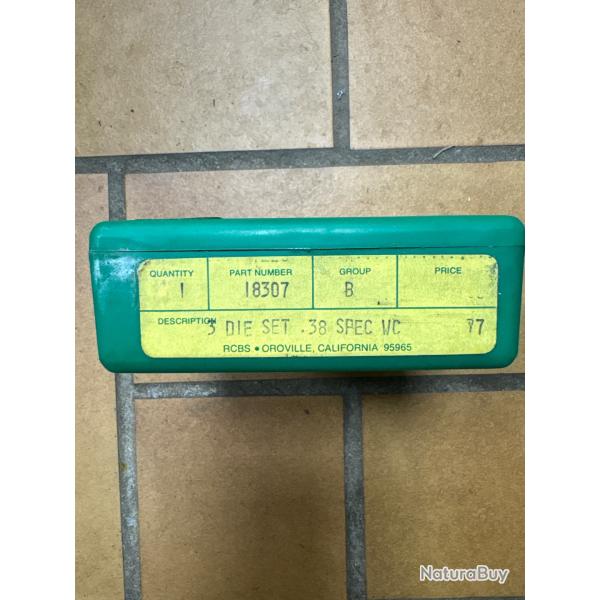 QUANTITY PART NUMBER GROUP PRICE
1 18307 B
DESCRIPTION 3 DIE SET .38 SPEC WC 77
RCBS • OROVILLE, CALIFORNIA 95965
NaturaBuy